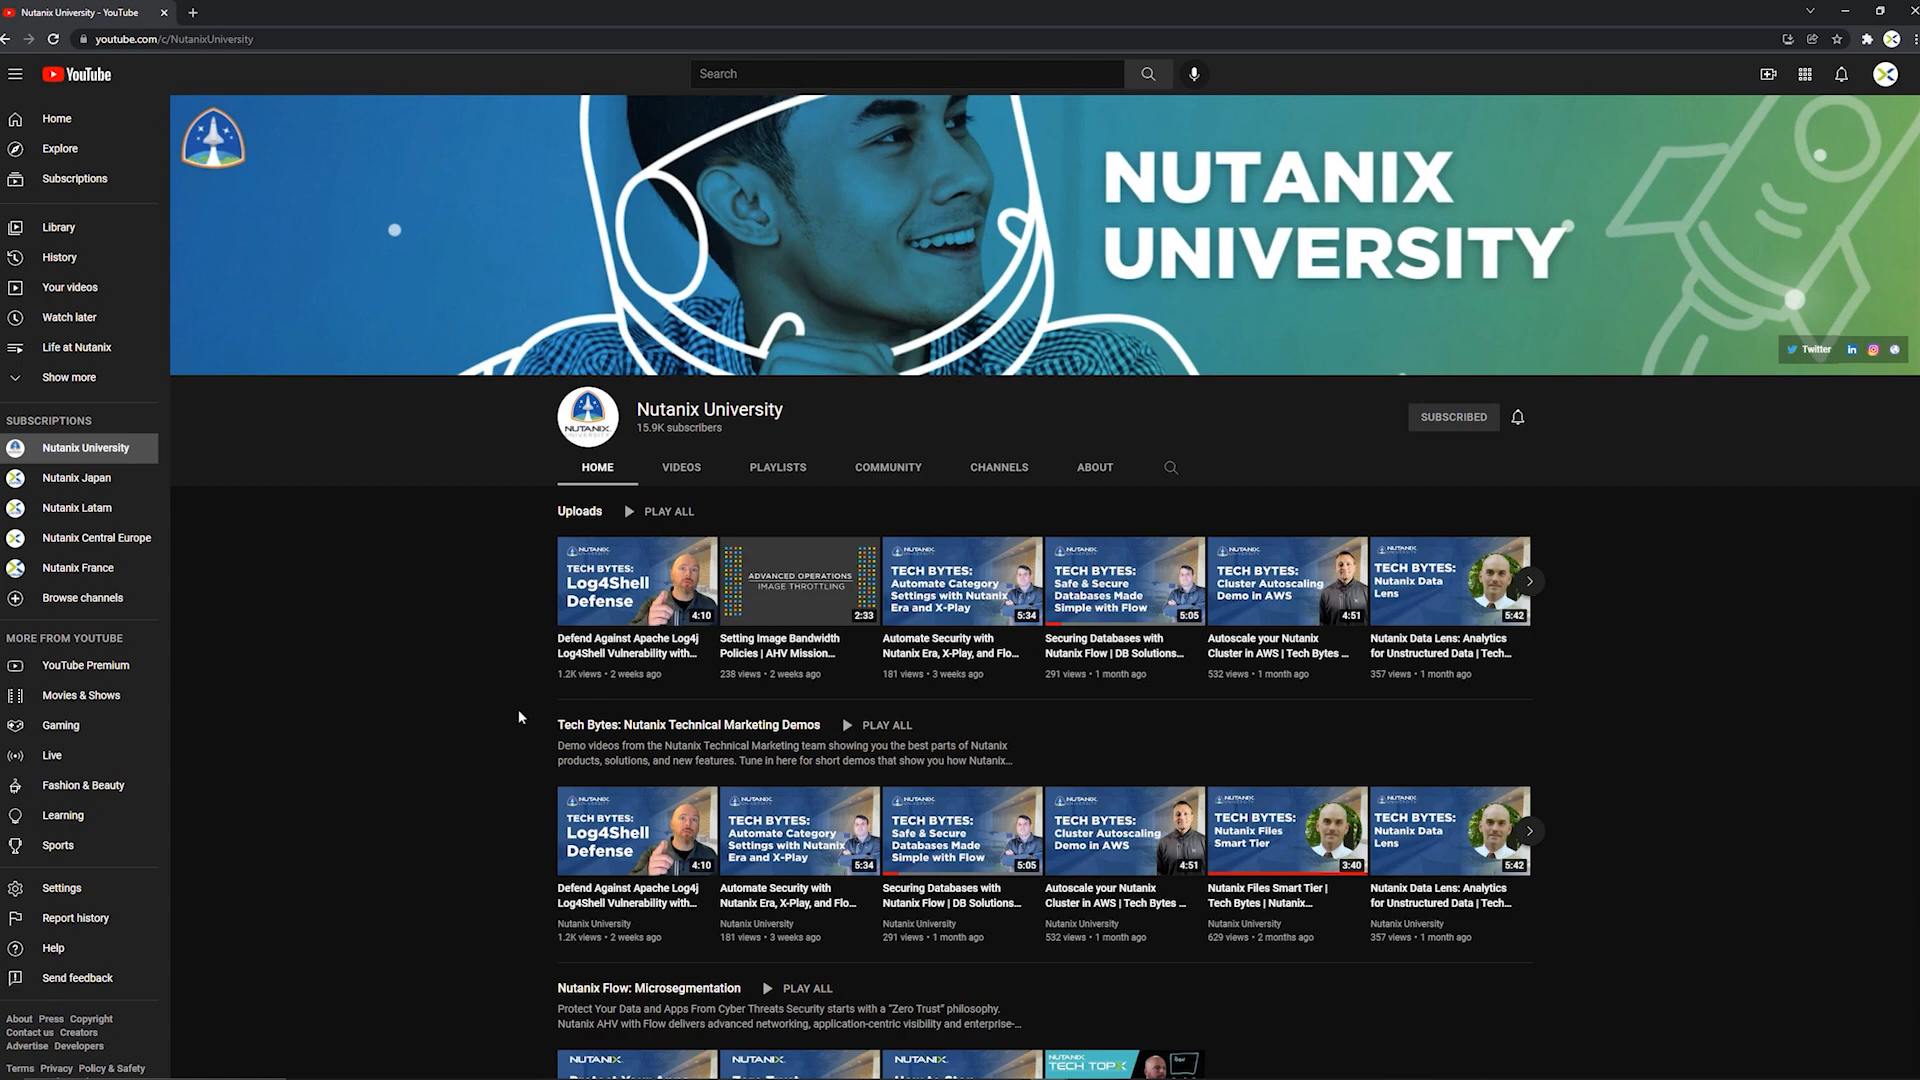 Nutanix University - YouTube
youtube.com/c/NutanixUniversity
YouTube
Search
Home
Explore
Subscriptions
Library
History
Your videos
Watch later
Life at Nutanix
Show more
SUBSCRIPTIONS
Nutanix University
Nutanix Japan
Nutanix Latam
Nutanix Central Europe
Nutanix France
Browse channels
MORE FROM YOUTUBE
YouTube Premium
Movies & Shows
Gaming
Live
Fashion & Beauty
Learning
Sports
Settings
Report history
Help
Send feedback
About Press Copyright
Contact us Creators
Advertise Developers
Terms Privacy Policy & Safety
NUTANIX
UNIVERSITY
Twitter
NUTANIX
UNIVERSITY
Nutanix University
15.9K subscribers
SUBSCRIBED
HOME VIDEOS PLAYLISTS COMMUNITY CHANNELS ABOUT
Uploads PLAY ALL
NUTANIX
TECH BYTES:
Log4Shell
Defense
4:10
Defend Against Apache Log4j
Log4Shell Vulnerability with...
1.2K views • 2 weeks ago
ADVANCED OPERATIONS
IMAGE THROTTLING
2:33
Setting Image Bandwidth
Policies | AHV Mission...
238 views • 2 weeks ago
NUTANIX
TECH BYTES:
Automate Category
Settings with Nutanix
Era and X-Play
5:34
Automate Security with
Nutanix Era, X-Play, and Flo...
181 views • 3 weeks ago
NUTANIX
TECH BYTES:
Safe & Secure
Databases Made
Simple with Flow
5:05
Securing Databases with
Nutanix Flow | DB Solutions...
291 views • 1 month ago
NUTANIX
TECH BYTES:
Cluster Autoscaling
Demo in AWS
4:51
Autoscale your Nutanix
Cluster in AWS | Tech Bytes ...
532 views • 1 month ago
NUTANIX
TECH BYTES:
Nutanix Data
Lens
5:42
Nutanix Data Lens: Analytics
for Unstructured Data | Tech...
357 views • 1 month ago
Tech Bytes: Nutanix Technical Marketing Demos PLAY ALL
Demo videos from the Nutanix Technical Marketing team showing you the best parts of Nutanix
products, solutions, and new features. Tune in here for short demos that show you how Nutanix...
NUTANIX
TECH BYTES:
Log4Shell
Defense
4:10
Defend Against Apache Log4j
Log4Shell Vulnerability with...
Nutanix University
1.2K views • 2 weeks ago
NUTANIX
TECH BYTES:
Automate Category
Settings with Nutanix
Era and X-Play
5:34
Automate Security with
Nutanix Era, X-Play, and Flo...
Nutanix University
181 views • 3 weeks ago
NUTANIX
TECH BYTES:
Safe & Secure
Databases Made
Simple with Flow
5:05
Securing Databases with
Nutanix Flow | DB Solutions...
Nutanix University
291 views • 1 month ago
NUTANIX
TECH BYTES:
Cluster Autoscaling
Demo in AWS
4:51
Autoscale your Nutanix
Cluster in AWS | Tech Bytes ...
Nutanix University
532 views • 1 month ago
NUTANIX
TECH BYTES:
Nutanix Files
Smart Tier
3:40
Nutanix Files Smart Tier |
Tech Bytes | Nutanix...
Nutanix University
629 views • 2 months ago
NUTANIX
TECH BYTES:
Nutanix Data
Lens
5:42
Nutanix Data Lens: Analytics
for Unstructured Data | Tech...
Nutanix University
357 views • 1 month ago
Nutanix Flow: Microsegmentation PLAY ALL
Protect Your Data and Apps From Cyber Threats Security starts with a “Zero Trust” philosophy.
Nutanix AHV with Flow delivers advanced networking, application-centric visibility and enterprise-...
NUTANIX
NUTANIX
NUTANIX
NUTANIX
TECH TOPX